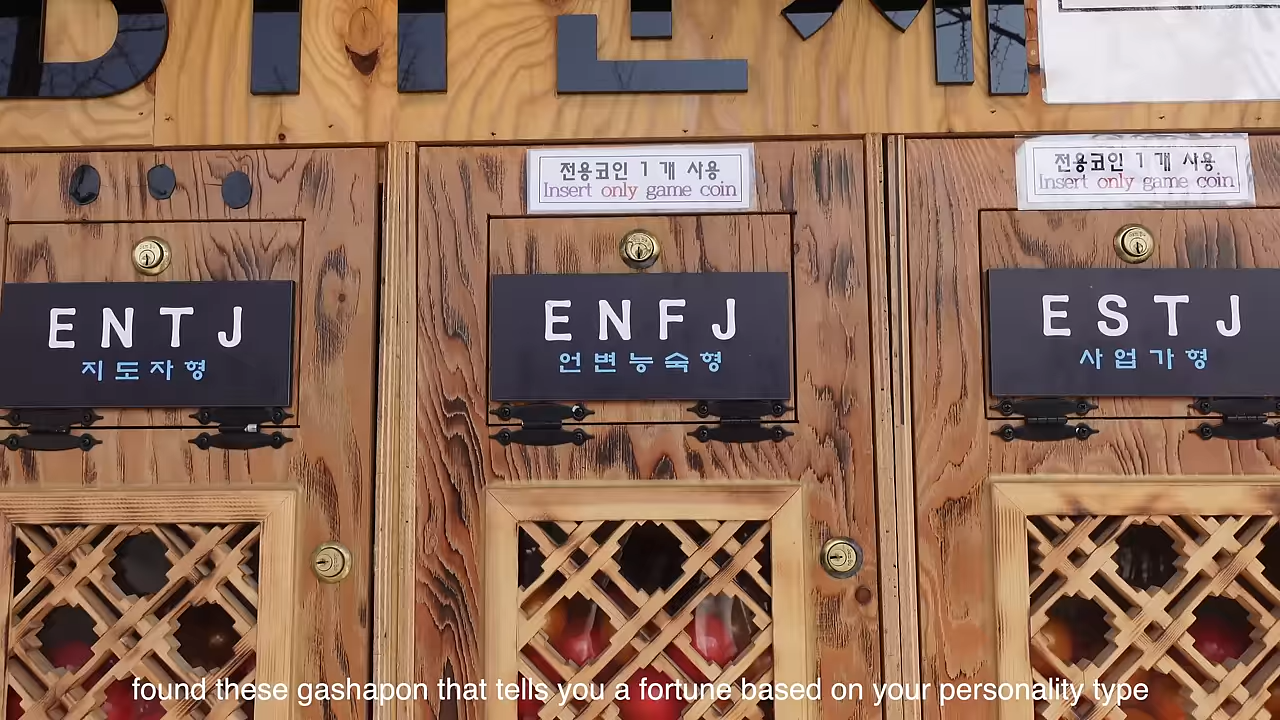 전용코인 1개 사용
Insert only game coin
전용코인 1개 사용
Insert only game coin
ENTJ
지도자형
ENFJ
언변능숙형
ESTJ
사업가형
found these gashapon that tells you a fortune based on your personality type